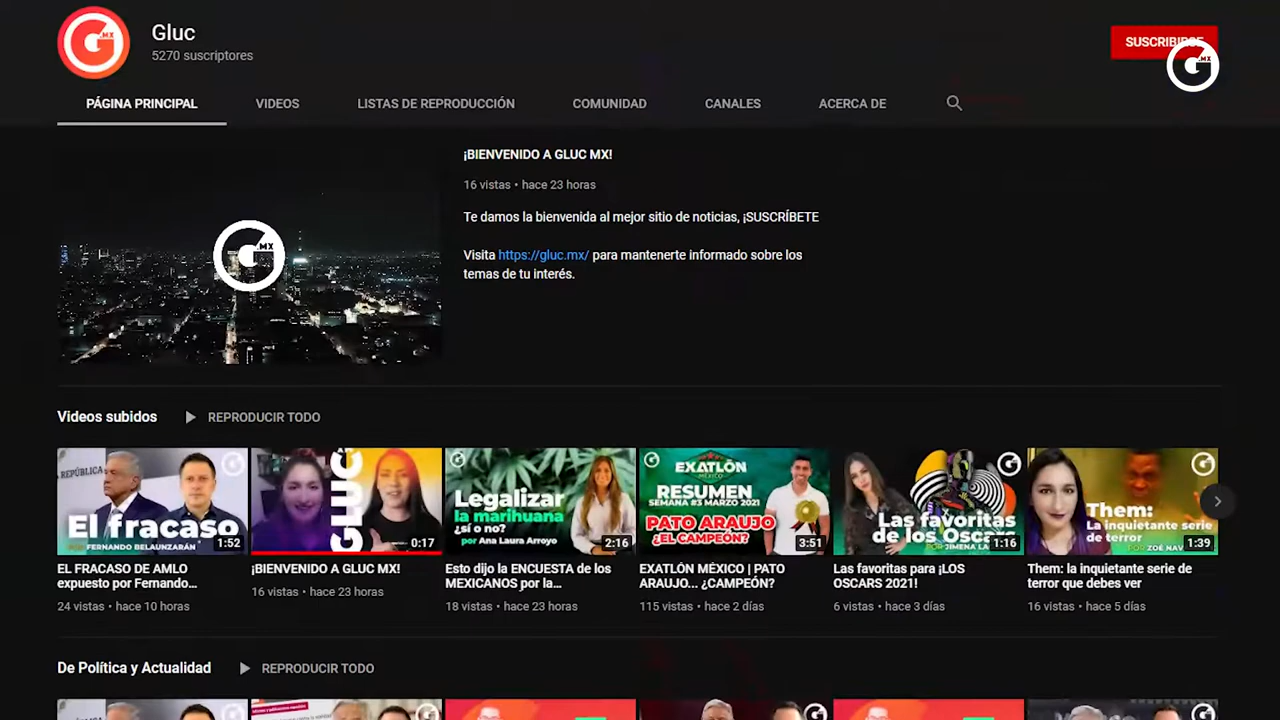 Gluc
5270 suscriptores
SUSCRIBIRSE
PÁGINA PRINCIPAL
VIDEOS
LISTAS DE REPRODUCCIÓN
COMUNIDAD
CANALES
ACERCA DE
¡BIENVENIDO A GLUC MX!
16 vistas • hace 23 horas
Te damos la bienvenida al mejor sitio de noticias, ¡SUSCRÍBETE
Visita https://gluc.mx/ para mantenerte informado sobre los
temas de tu interés.
Videos subidos
REPRODUCIR TODO
REPÚBLICA
El fracaso
POR FERNANDO BELAUNZARÁN
1:52
EL FRACASO DE AMLO
expuesto por Fernando...
24 vistas • hace 10 horas
GLUC
0:17
¡BIENVENIDO A GLUC MX!
16 vistas • hace 23 horas
Legalizar
la marihuana
¿sí o no?
por Ana Laura Arroyo
2:16
Esto dijo la ENCUESTA de los
MEXICANOS por la...
18 vistas • hace 23 horas
EXATLÓN
MÉXICO
RESUMEN
SEMANA #3 MARZO 2021
PATO ARAUJO
¿EL CAMPEÓN?
3:51
EXATLÓN MÉXICO | PATO
ARAUJO... ¿CAMPEÓN?
115 vistas • hace 2 días
Las favoritas
de los Oscars
POR JIMENA
1:16
Las favoritas para ¡LOS
OSCARS 2021!
6 vistas • hace 3 días
Them:
La inquietante serie
de terror
POR ZOÉ
1:39
Them: la inquietante serie de
terror que debes ver
16 vistas • hace 5 días
De Política y Actualidad
REPRODUCIR TODO